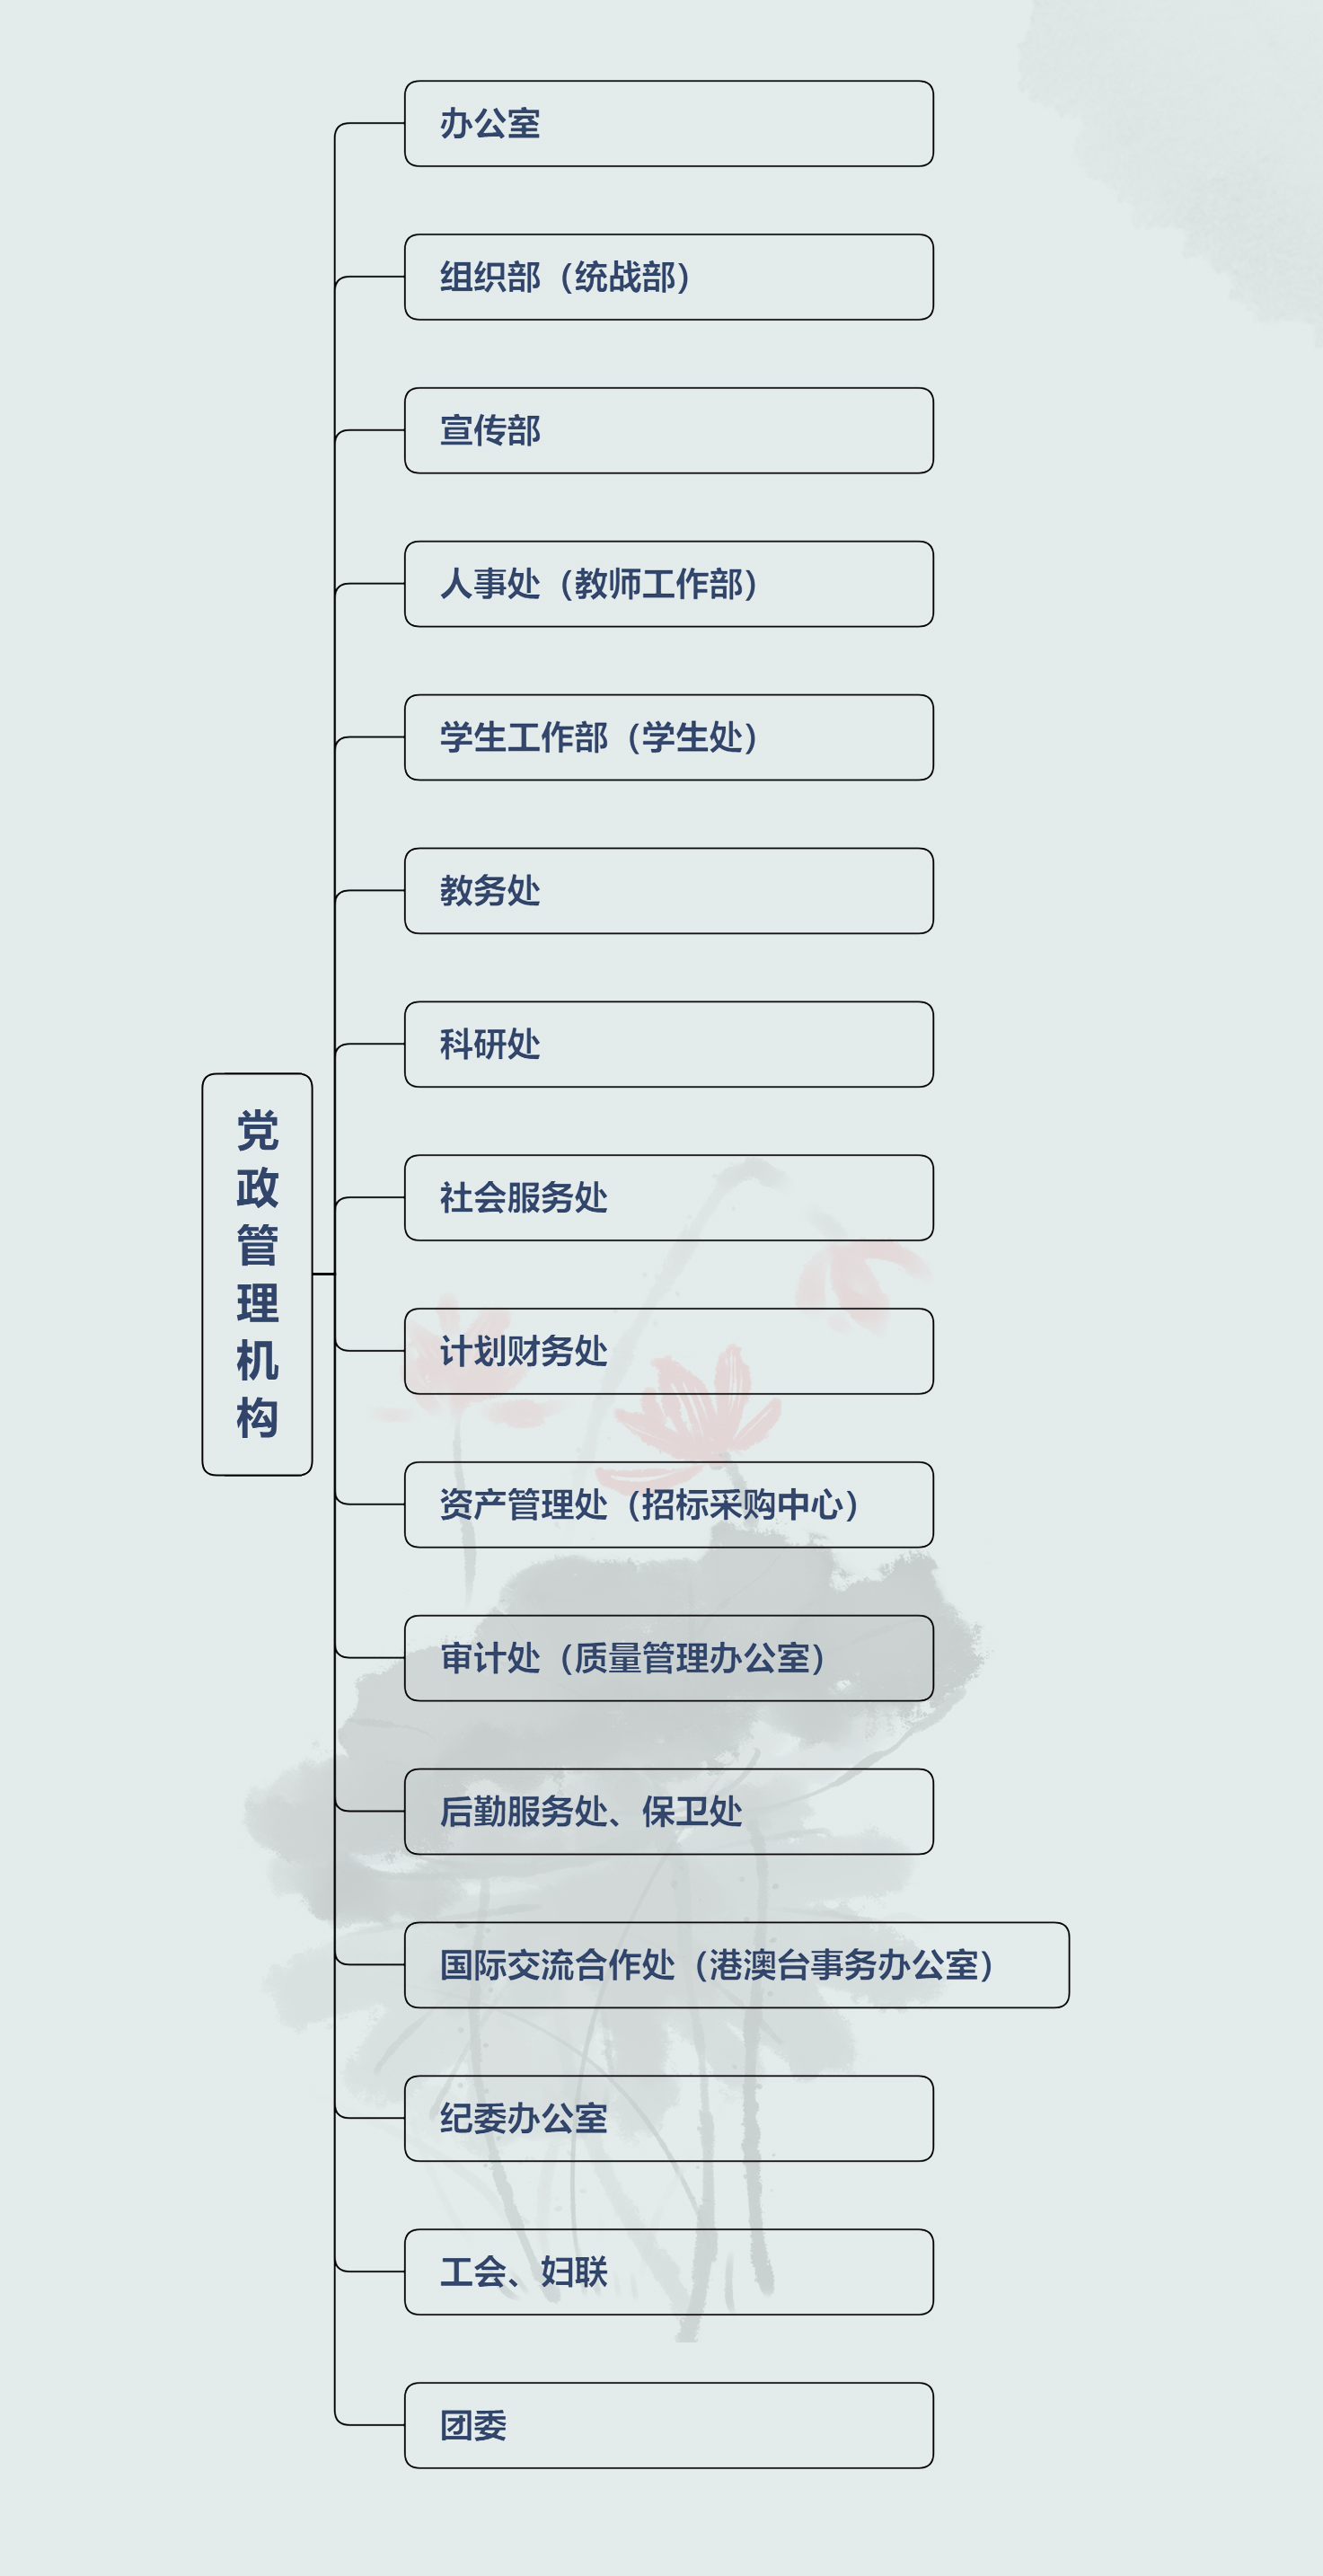 办公室
组织部（统战部）
宣传部
人事处（教师工作部）
学生工作部（学生处）
教务处
科研处
党政管理机构
社会服务处
计划财务处
资产管理处（招标采购中心）
审计处（质量管理办公室）
后勤服务处、保卫处
国际交流合作处（港澳台事务办公室）
纪委办公室
工会、妇联
团委